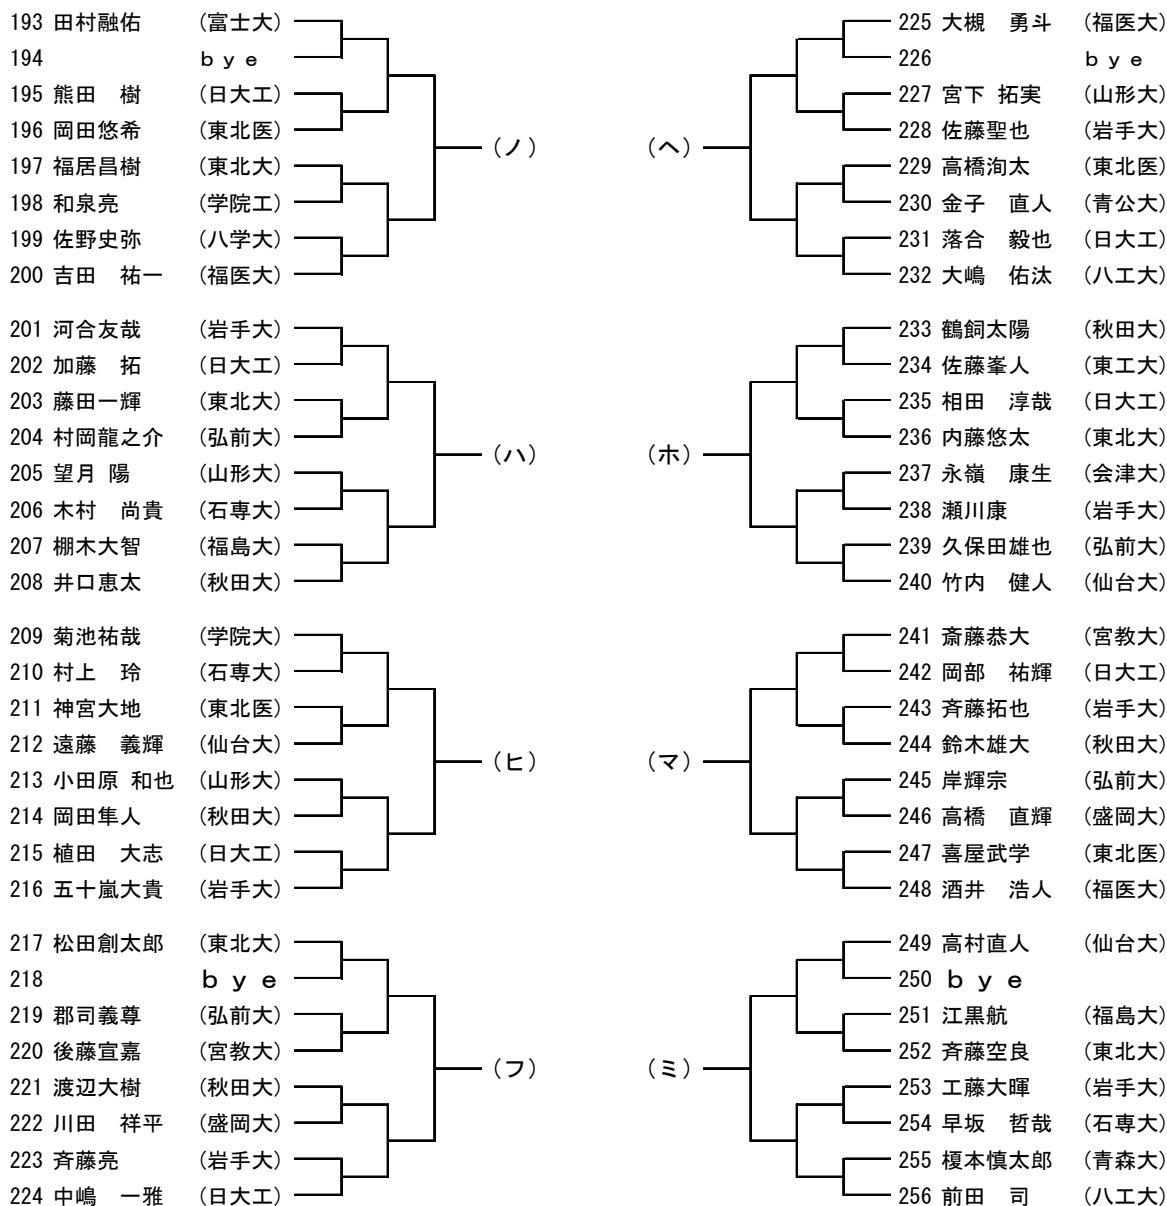 193 田村融佑 (富士大)
194 ｂｙｅ
195 熊田　樹 (日大工)
196 岡田悠希 (東北医)
(ノ)
197 福居昌樹 (東北大)
198 和泉亮 (学院工)
199 佐野史弥 (八学大)
200 吉田　祐一 (福医大)
201 河合友哉 (岩手大)
202 加藤　拓 (日大工)
203 藤田一輝 (東北大)
204 村岡龍之介 (弘前大)
(ハ)
205 望月 陽 (山形大)
206 木村　尚貴 (石専大)
207 棚木大智 (福島大)
208 井口恵太 (秋田大)
209 菊池祐哉 (学院大)
210 村上　玲 (石専大)
211 神宮大地 (東北医)
212 遠藤　義輝 (仙台大)
(ヒ)
213 小田原 和也 (山形大)
214 岡田隼人 (秋田大)
215 植田　大志 (日大工)
216 五十嵐大貴 (岩手大)
217 松田創太郎 (東北大)
218 ｂｙｅ
219 郡司義尊 (弘前大)
220 後藤宣嘉 (宮教大)
(フ)
221 渡辺大樹 (秋田大)
222 川田　祥平 (盛岡大)
223 斉藤亮 (岩手大)
224 中嶋　一雅 (日大工)
225 大槻　勇斗 (福医大)
226 ｂｙｅ
227 宮下 拓実 (山形大)
228 佐藤聖也 (岩手大)
(ヘ)
229 高橋洵太 (東北医)
230 金子　直人 (青公大)
231 落合　毅也 (日大工)
232 大嶋　佑汰 (八工大)
233 鶴飼太陽 (秋田大)
234 佐藤峯人 (東工大)
235 相田　淳哉 (日大工)
236 内藤悠太 (東北大)
(ホ)
237 永嶺　康生 (会津大)
238 瀬川康 (岩手大)
239 久保田雄也 (弘前大)
240 竹内　健人 (仙台大)
241 斎藤恭大 (宮教大)
242 岡部　祐輝 (日大工)
243 斉藤拓也 (岩手大)
244 鈴木雄大 (秋田大)
(マ)
245 岸輝宗 (弘前大)
246 高橋　直輝 (盛岡大)
247 喜屋武学 (東北医)
248 酒井　浩人 (福医大)
249 高村直人 (仙台大)
250 ｂｙｅ
251 江黒航 (福島大)
252 斉藤空良 (東北大)
(ミ)
253 工藤大暉 (岩手大)
254 早坂　哲哉 (石専大)
255 榎本慎太郎 (青森大)
256 前田　司 (八工大)